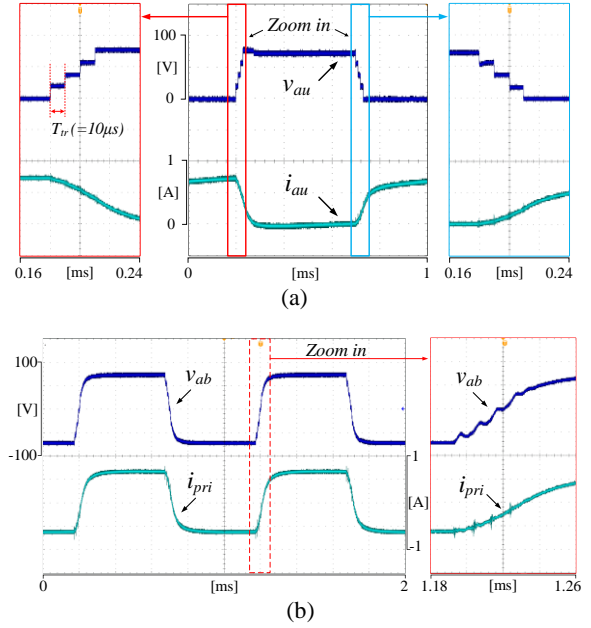 100
[V]
0
1
[A]
0
Zoom in
v_au
i_au
T_tr (=10μs)
0.16 [ms] 0.24
0 [ms] 1
0.16 [ms] 0.24
(a)
100
[V]
-100
Zoom in
v_ab
i_pri
1
[A]
-1
v_ab
i_pri
0 [ms] 2
1.18 [ms] 1.26
(b)